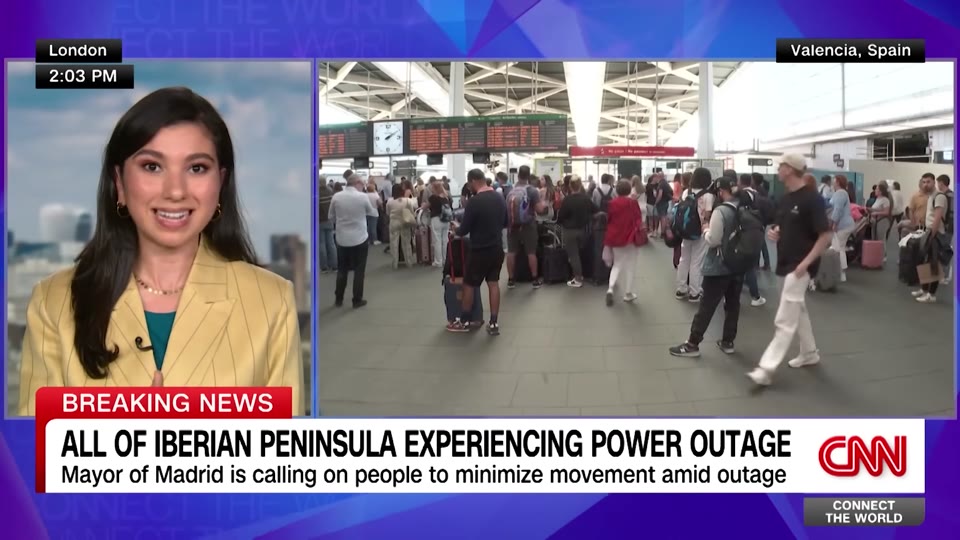 London
2:03 PM
Valencia, Spain
BREAKING NEWS
ALL OF IBERIAN PENINSULA EXPERIENCING POWER OUTAGE
Mayor of Madrid is calling on people to minimize movement amid outage
CNN
CONNECT
THE WORLD